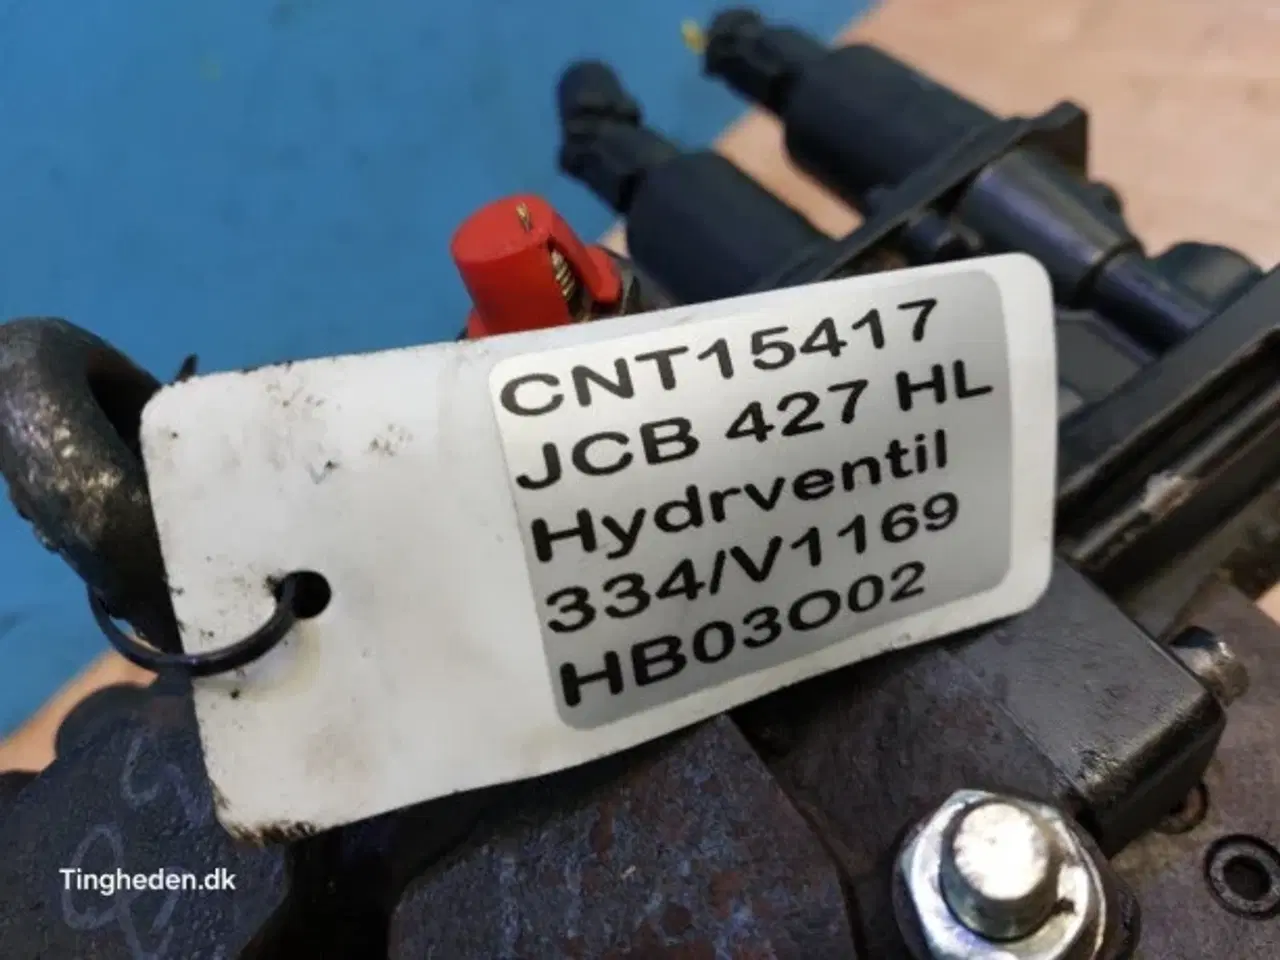 CNT15417
JCB 427 HL
Hydrventil
334/V1169
HB03O02
Tingheden.dk